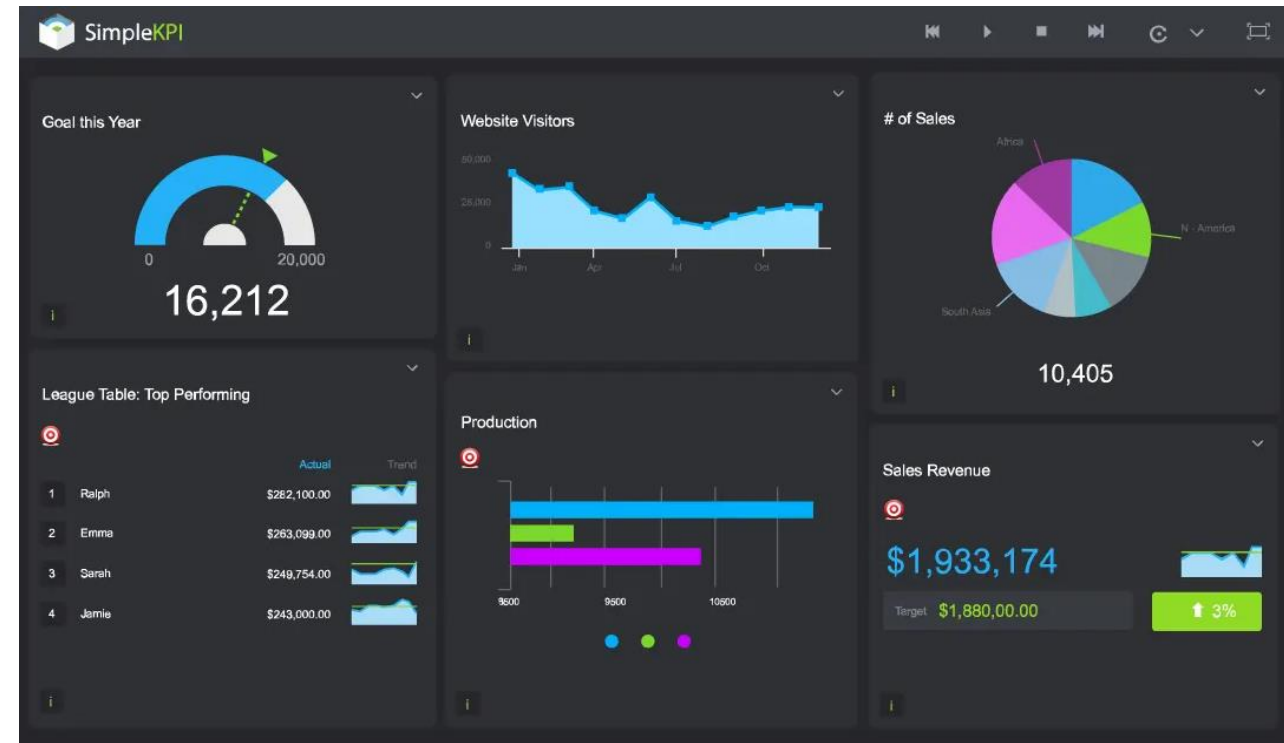 SimpleKPI
Goal this Year
0
20,000
16,212
i
Website Visitors
50,000
25,000
0
Jan
Apr
Jul
Oct
i
# of Sales
Africa
N - America
South Asia
10,405
i
League Table: Top Performing
Actual Trend
1 Ralph $282,100.00
2 Emma $263,099.00
3 Sarah $249,754.00
4 Jamie $243,000.00
i
Production
9500
10500
i
Sales Revenue
$1,933,174
Target $1,880,00.00
3%
i